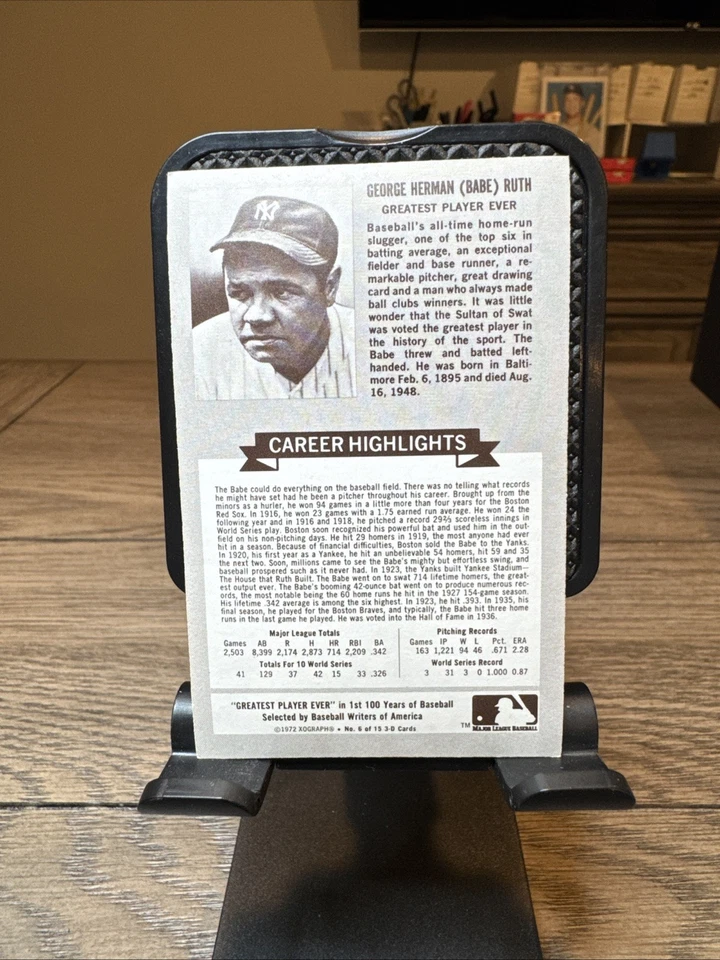 GEORGE HERMAN (BABE) RUTH
GREATEST PLAYER EVER
Baseball's all-time home-run
slugger, one of the top six in
batting average, an exceptional
fielder and base runner, a re-
markable pitcher, great drawing
card and a man who always made
ball clubs winners. It was little
wonder that the Sultan of Swat
was voted the greatest player in
the history of the sport. The
Babe threw and batted left-
handed. He was born in Balti-
more Feb. 6, 1895 and died Aug.
16, 1948.
CAREER HIGHLIGHTS
The Babe could do everything on the baseball field. There was no telling what records
he might have set had he been a pitcher throughout his career. Brought up from the
minors as a hurler, he won 94 games in a little more than four years for the Boston
Red Sox. In 1916, he won 23 games with a 1.75 earned run average. He won 24 the
following year and in 1916 and 1918, he pitched a record 29⅔ scoreless innings in
World Series play. Boston soon recognized his powerful bat and used him in the out-
field on his non-pitching days. He hit 29 homers in 1919, the most anyone had ever
hit in a season. Because of financial difficulties, Boston sold the Babe to the Yanks.
In 1920, his first year as a Yankee, he hit an unbelievable 54 homers, hit 59 and 35
the next two. Soon, millions came to see the Babe's mighty but effortless swing, and
baseball prospered such as it never had. In 1923, the Yanks built Yankee Stadium—
The House that Ruth Built. The Babe went on to swat 714 lifetime homers, the great-
est output ever. The Babe's booming 42-ounce bat went on to produce numerous rec-
ords, the most notable being the 60 home runs he hit in the 1927 154-game season.
His lifetime .342 average is among the six highest. In 1923, he hit .393. In 1935, his
final season, he played for the Boston Braves, and typically, the Babe hit three home
runs in the last game he played. He was voted into the Hall of Fame in 1936.
Major League Totals
Games AB R H HR RBI BA
2,503 8,399 2,174 2,873 714 2,209 .342
Totals For 10 World Series
41 129 37 42 15 33 .326
Pitching Records
Games IP W L Pct. ERA
163 1,221 94 46 .671 2.28
World Series Record
3 31 3 0 1.000 0.87
"GREATEST PLAYER EVER" in 1st 100 Years of Baseball
Selected by Baseball Writers of America
©1972 XOGRAPH® • No. 6 of 15 3-D Cards
TM
MAJOR LEAGUE BASEBALL